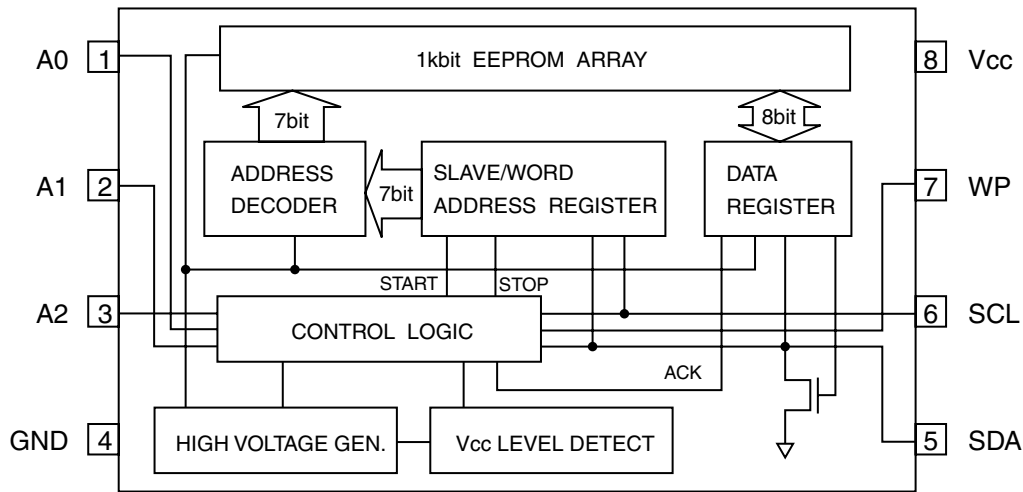 A0 1 1kbit EEPROM ARRAY 8 Vcc
7bit 8bit
A1 2 ADDRESS DECODER 7bit SLAVE/WORD ADDRESS REGISTER DATA REGISTER 7 WP
START STOP
A2 3 CONTROL LOGIC 6 SCL
ACK
GND 4 HIGH VOLTAGE GEN. Vcc LEVEL DETECT 5 SDA